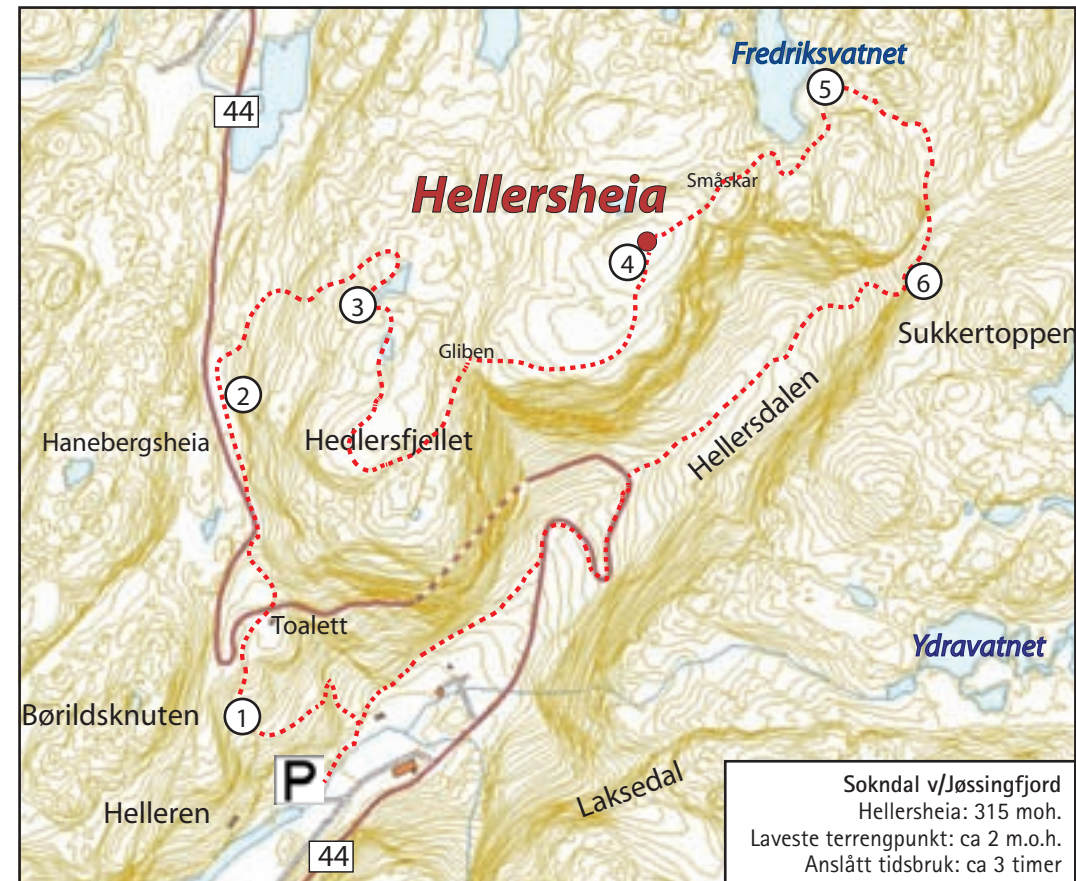 Fredriksvatnet
5
44
Småskar
Hellersheia
4
6
3
Sukkertoppen
Gliben
2
Hanebergsheia
Hedlersfjellet
Hellersdalen
Toalett
Ydravatnet
Børildsknuten
1
P
Laksedal
Helleren
44
Sokndal v/Jøssingfjord
Hellersheia: 315 moh.
Laveste terrengpunkt: ca 2 m.o.h.
Anslått tidsbruk: ca 3 timer